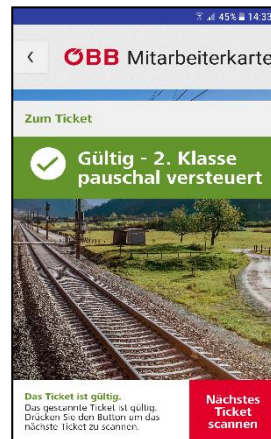 45% 14:33
ÖBB Mitarbeiterkarte
Zum Ticket
Gültig - 2. Klasse
pauschal versteuert
Das Ticket ist gültig.
Das gescannte Ticket ist gültig.
Drücken Sie den Button um das
nächste Ticket zu scannen.
Nächstes
Ticket
scannen